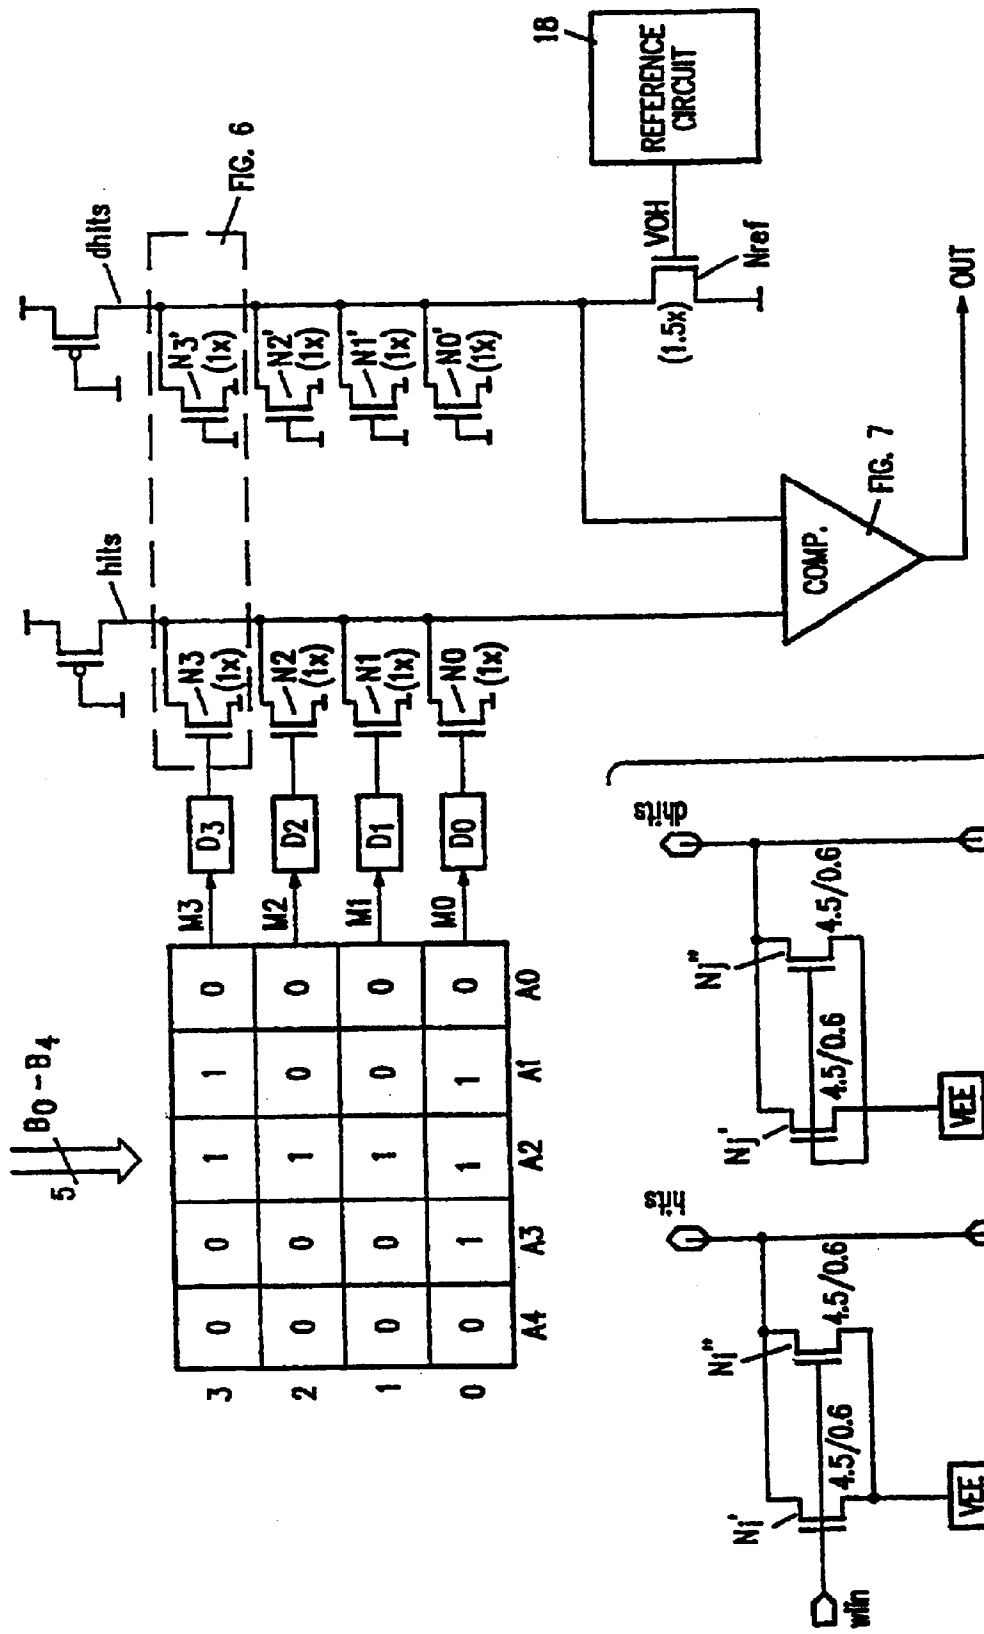 5
B0-B4
3 0 0 1 1 0
2 0 0 1 0 0
1 0 0 1 0 0
0 0 1 1 1 0
A4 A3 A2 A1 A0
M3
M2
M1
M0
D3
D2
D1
D0
hits
N3
(1x)
N2
(1x)
N1
(1x)
N0
(1x)
dhits
N3'
(1x)
N2'
(1x)
N1'
(1x)
N0'
(1x)
FIG. 6
18
REFERENCE
CIRCUIT
VOH
Nref
(1.5x)
COMP.
FIG. 7
OUT
hits
Ni'
Ni"
4.5/0.6
4.5/0.6
VEE
dhits
Nj'
Nj"
4.5/0.6
4.5/0.6
VEE